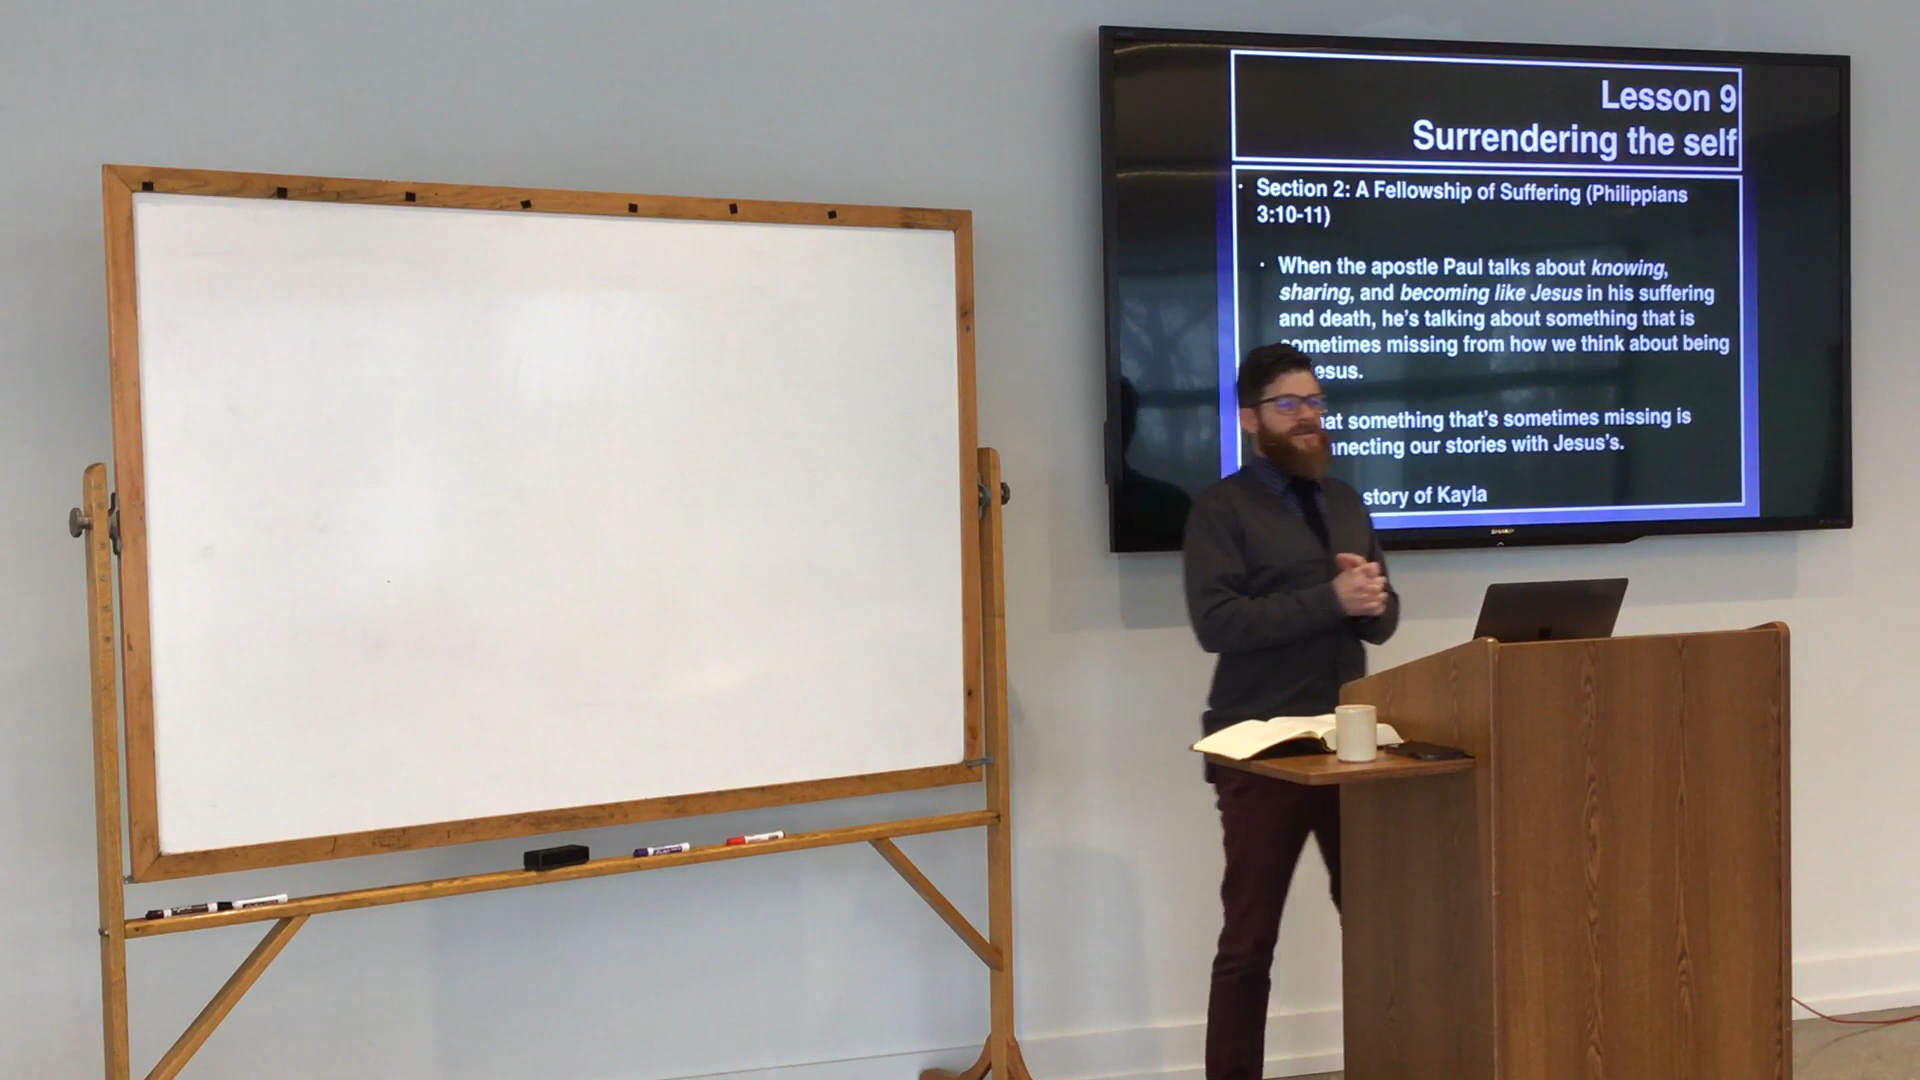 Lesson 9
Surrendering the self
· Section 2: A Fellowship of Suffering (Philippians
3:10-11)
· When the apostle Paul talks about knowing,
sharing, and becoming like Jesus in his suffering
and death, he's talking about something that is
sometimes missing from how we think about being
esus.
at something that's sometimes missing is
nnecting our stories with Jesus's.
story of Kayla
SHARP